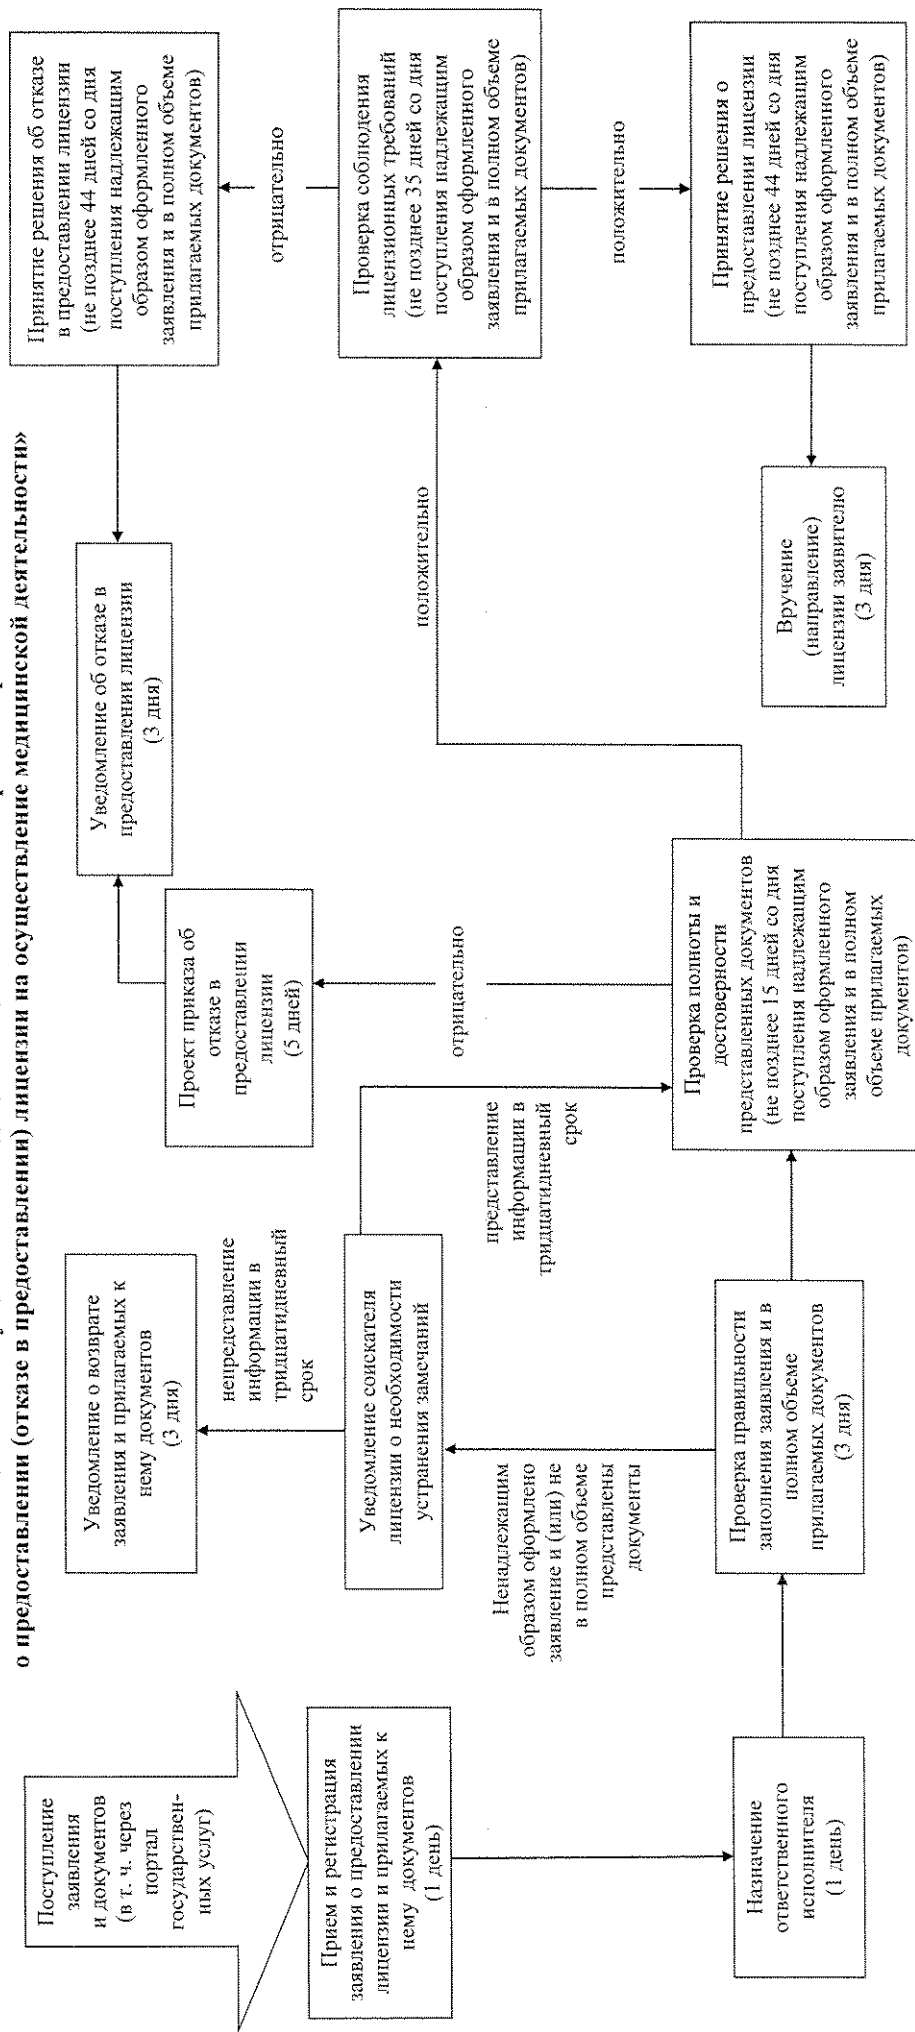 о предоставлении (отказе в предоставлении) лицензии на осуществление медицинской деятельности»
Поступление
заявления
и документов
(в т. ч. через
портал
государствен-
ных услуг)
Прием и регистрация
заявления о предоставлении
лицензии и прилагаемых к
нему документов
(1 день)
Назначение
ответственного
исполнителя
(1 день)
Проверка правильности
заполнения заявления и в
полном объеме
прилагаемых документов
(3 дня)
Ненадлежащим
образом оформлено
заявление и (или) не
в полном объеме
представлены
документы
Уведомление соискателя
лицензии о необходимости
устранения замечаний
непредставление
информации в
тридцатидневный
срок
Уведомление о возврате
заявления и прилагаемых к
нему документов
(3 дня)
представление
информации в
тридцатидневный
срок
Проверка полноты и
достоверности
представленных документов
(не позднее 15 дней со дня
поступления надлежащим
образом оформленного
заявления и в полном
объеме прилагаемых
документов)
отрицательно
Проект приказа об
отказе в
предоставлении
лицензии
(5 дней)
Уведомление об отказе в
предоставлении лицензии
(3 дня)
положительно
Проверка соблюдения
лицензионных требований
(не позднее 35 дней со дня
поступления надлежащим
образом оформленного
заявления и в полном объеме
прилагаемых документов)
отрицательно
Принятие решения об отказе
в предоставлении лицензии
(не позднее 44 дней со дня
поступления надлежащим
образом оформленного
заявления и в полном объеме
прилагаемых документов)
положительно
Принятие решения о
предоставлении лицензии
(не позднее 44 дней со дня
поступления надлежащим
образом оформленного
заявления и в полном объеме
прилагаемых документов)
Вручение
(направление)
лицензии заявителю
(3 дня)